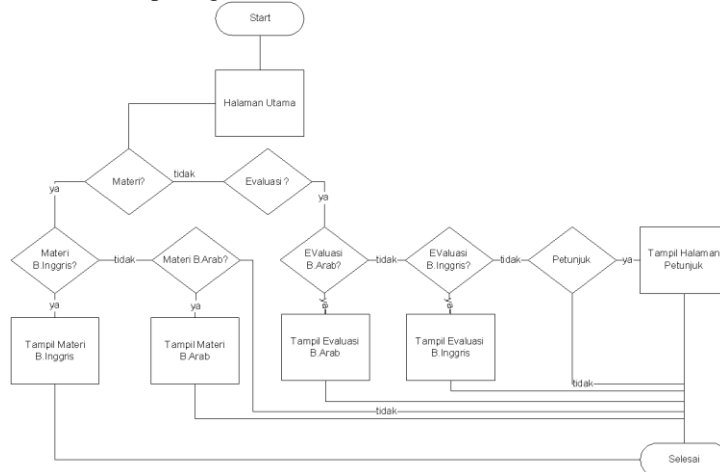 Start
Halaman Utama
Materi?
tidak
Evaluasi ?
ya
ya
Materi
B.Inggris?
tidak
Materi B.Arab?
EValuasi
B.Arab?
tidak
EValuasi
B.Inggris?
tidak
Petunjuk
ya
Tampil Halaman
Petunjuk
ya
ya
ya
ya
Tampil Materi
B.Inggris
Tampil Materi
B.Arab
Tampil Evaluasi
B.Arab
Tampil Evaluasi
B.Inggris
tidak
tidak
Selesai